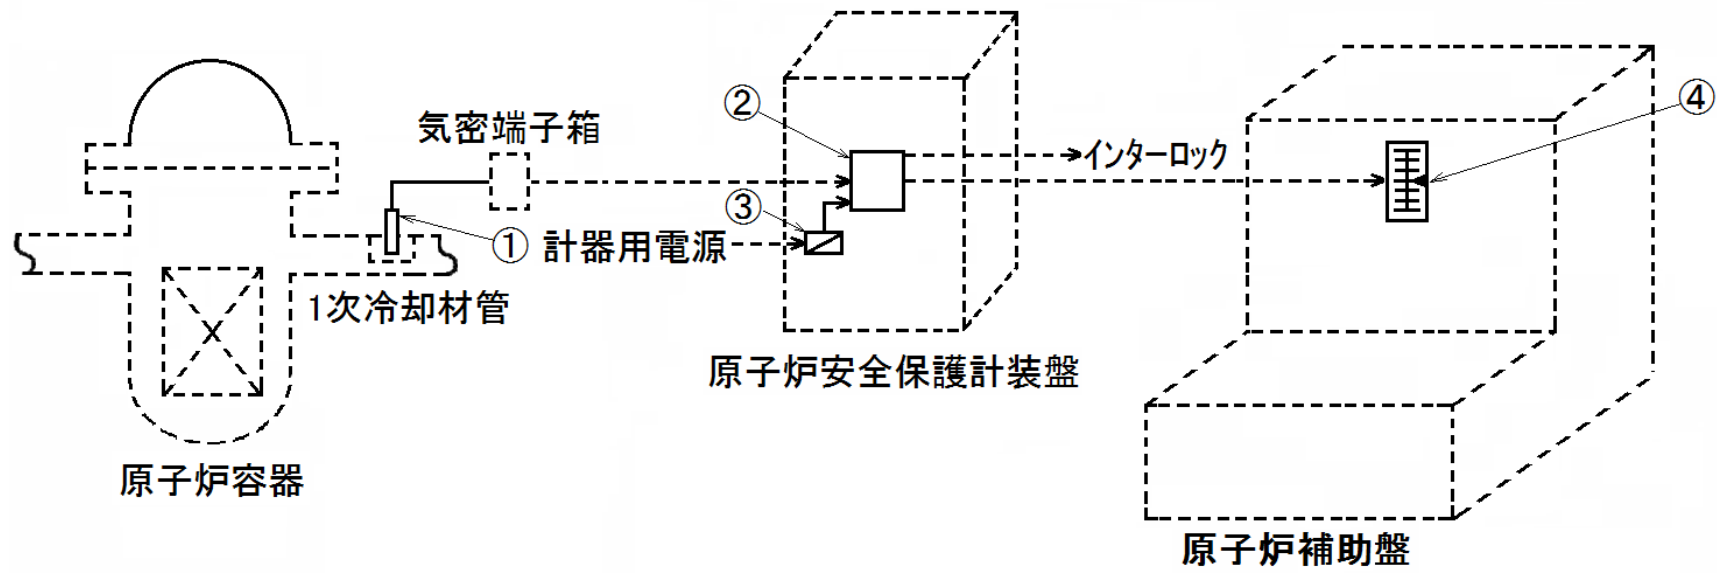 気密端子箱
②
④
インターロック
③
①
計器用電源
1次冷却材管
原子炉安全保護計装盤
原子炉容器
原子炉補助盤